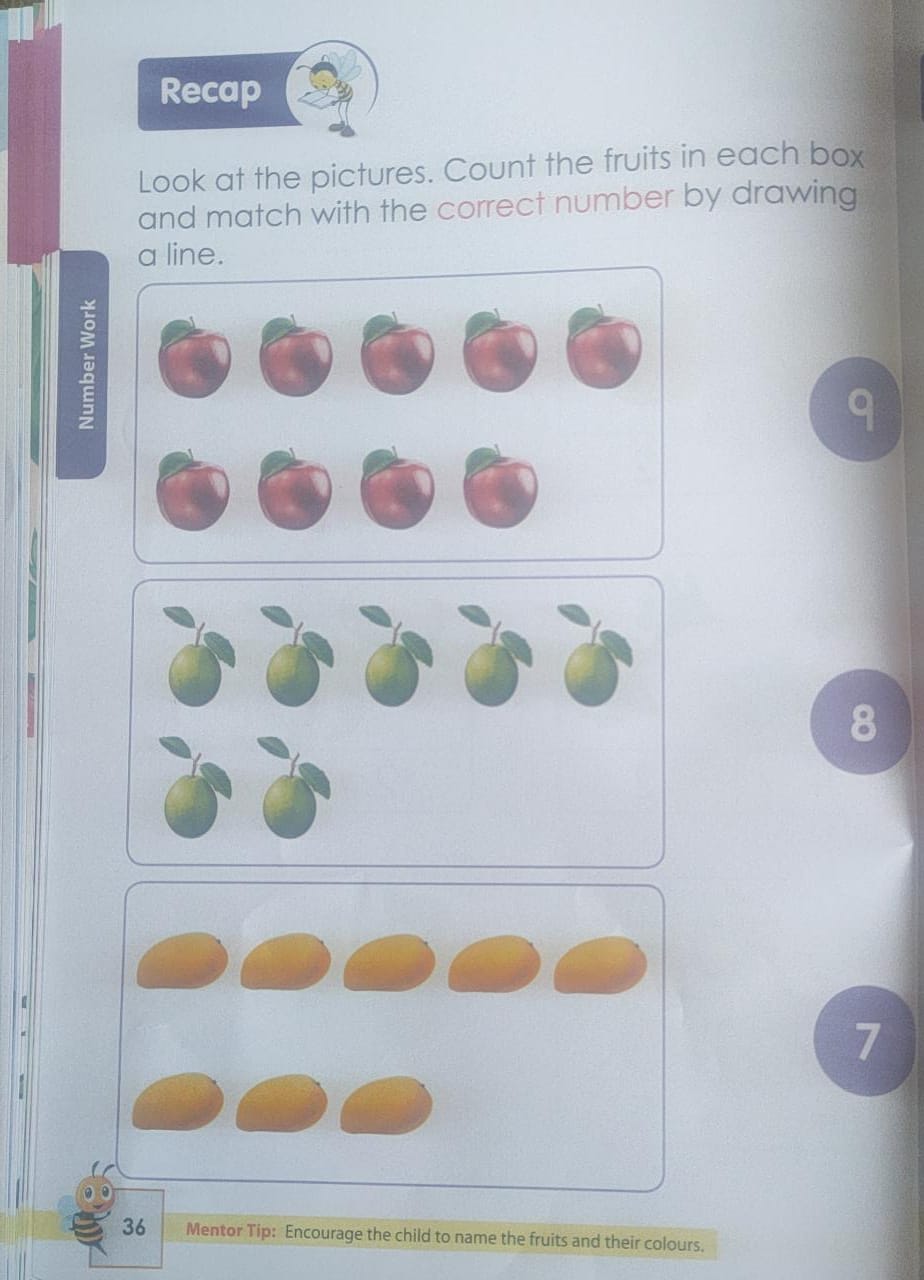 Recap
Look at the pictures. Count the fruits in each box
and match with the correct number by drawing
a line.
Number Work
9
8
7
36
Mentor Tip: Encourage the child to name the fruits and their colours.